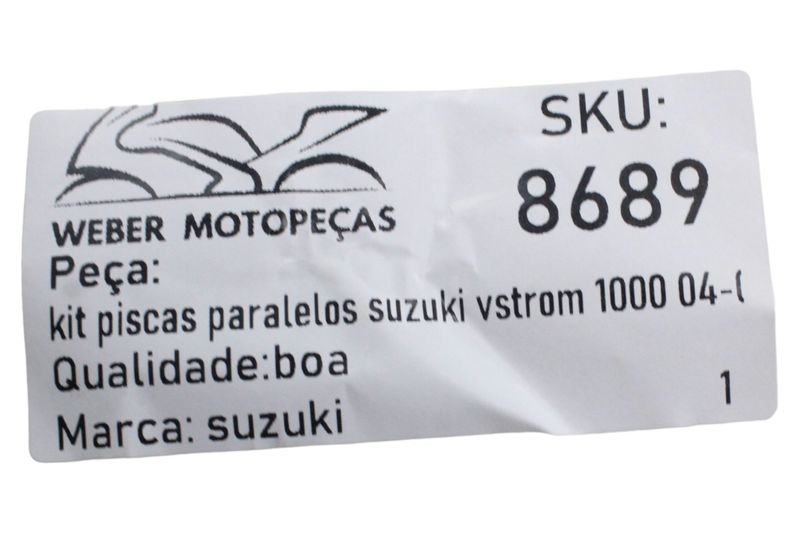 WEBER MOTOPEÇAS
SKU:
8689
Peça:
kit piscas paralelos suzuki vstrom 1000 04-
Qualidade:boa
Marca: suzuki
1